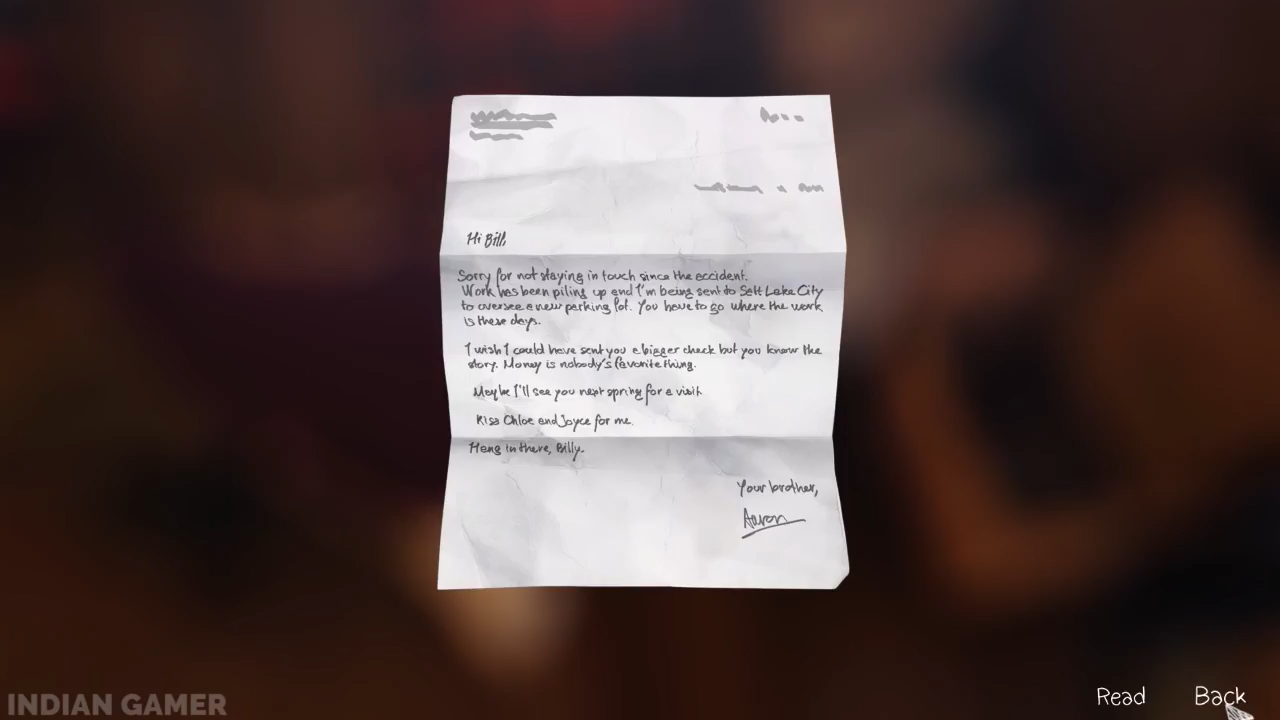 Hi Bill
Sorry for not staying in touch since the accident.
Work has been piling up and I'm being sent to Salt Lake City
to oversee a new parking lot. You have to go where the work
is these days.
I wish I could have sent you a bigger check but you know the
story. Money is nobody's favorite thing.
Maybe I'll see you next spring for a visit.
Kiss Chloe and Joyce for me.
Hang in there, Billy.
Your brother,
Aaron
Read Back
INDIAN GAMER